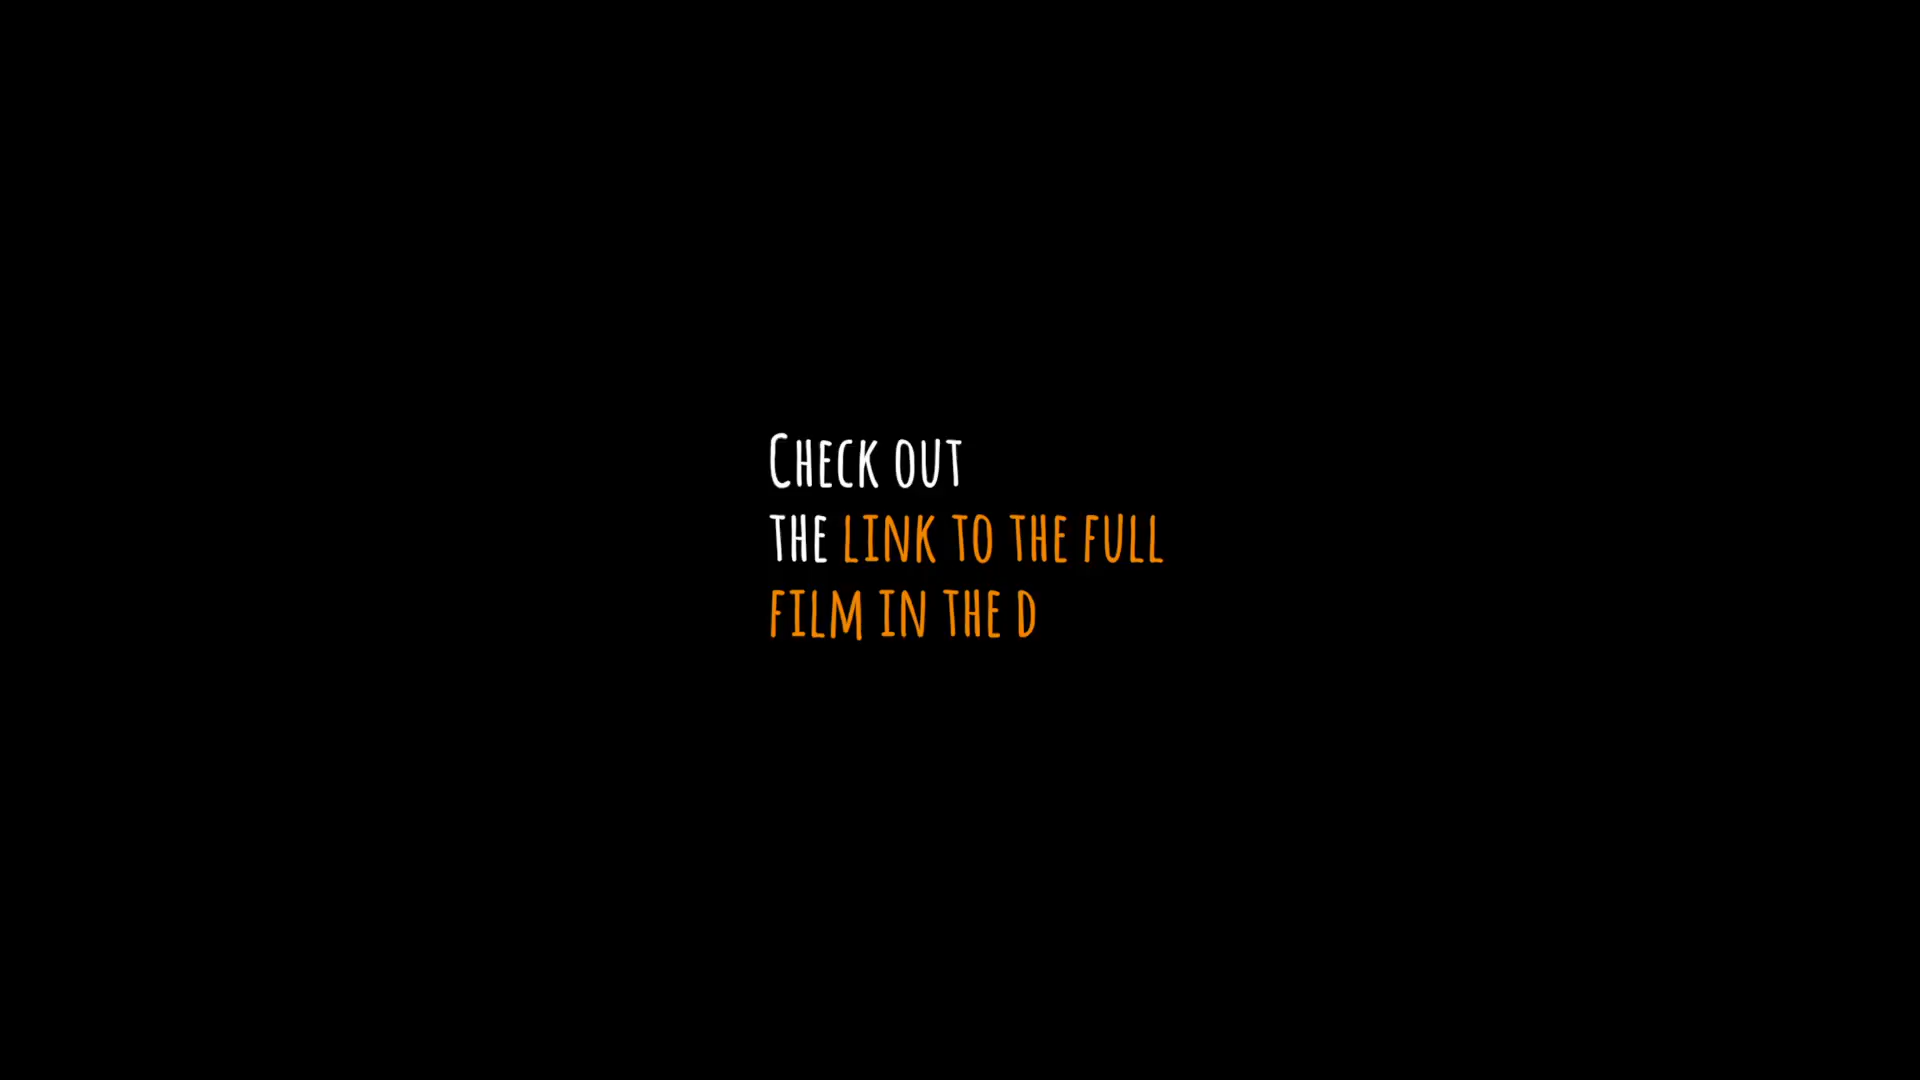 Check out
the link to the full
film in the d